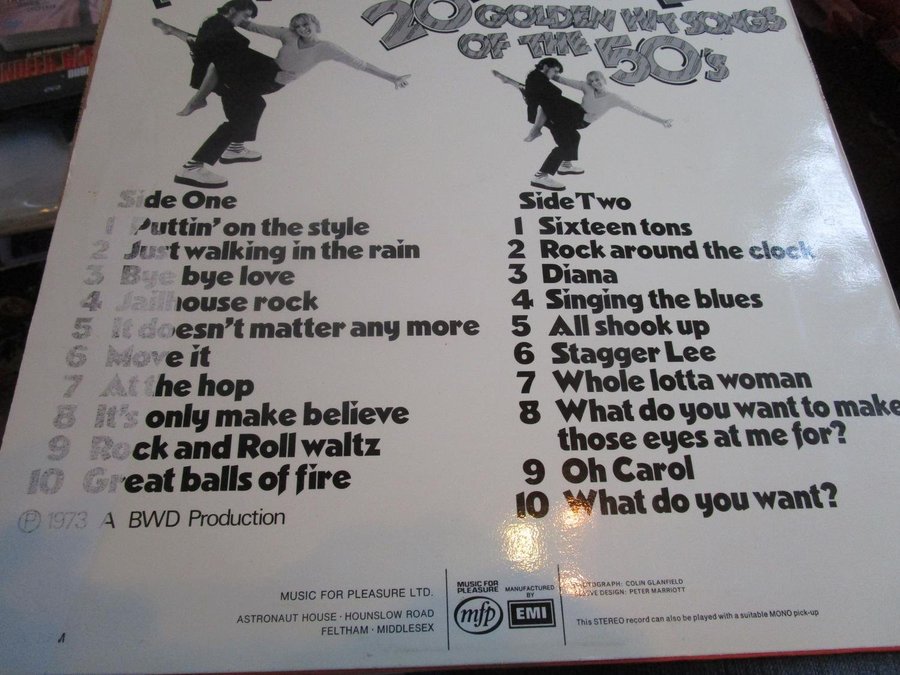 20 GOLDEN HIT SONGS
OF THE 50's
Side One
1 Puttin' on the style
2 Just walking in the rain
3 Bye bye love
4 Jailhouse rock
5 It doesn't matter any more
6 Move it
7 At the hop
8 It's only make believe
9 Rock and Roll waltz
10 Great balls of fire
Ⓟ 1973 A BWD Production
Side Two
1 Sixteen tons
2 Rock around the clock
3 Diana
4 Singing the blues
5 All shook up
6 Stagger Lee
7 Whole lotta woman
8 What do you want to make
those eyes at me for?
9 Oh Carol
10 What do you want?
MUSIC FOR PLEASURE LTD.
ASTRONAUT HOUSE · HOUNSLOW ROAD
FELTHAM · MIDDLESEX
MUSIC FOR
PLEASURE
mfp
MANUFACTURED
BY
EMI
COLIN GLANFIELD
DESIGN: PETER MARRIOTT
This STEREO record can also be played with a suitable MONO pick-up